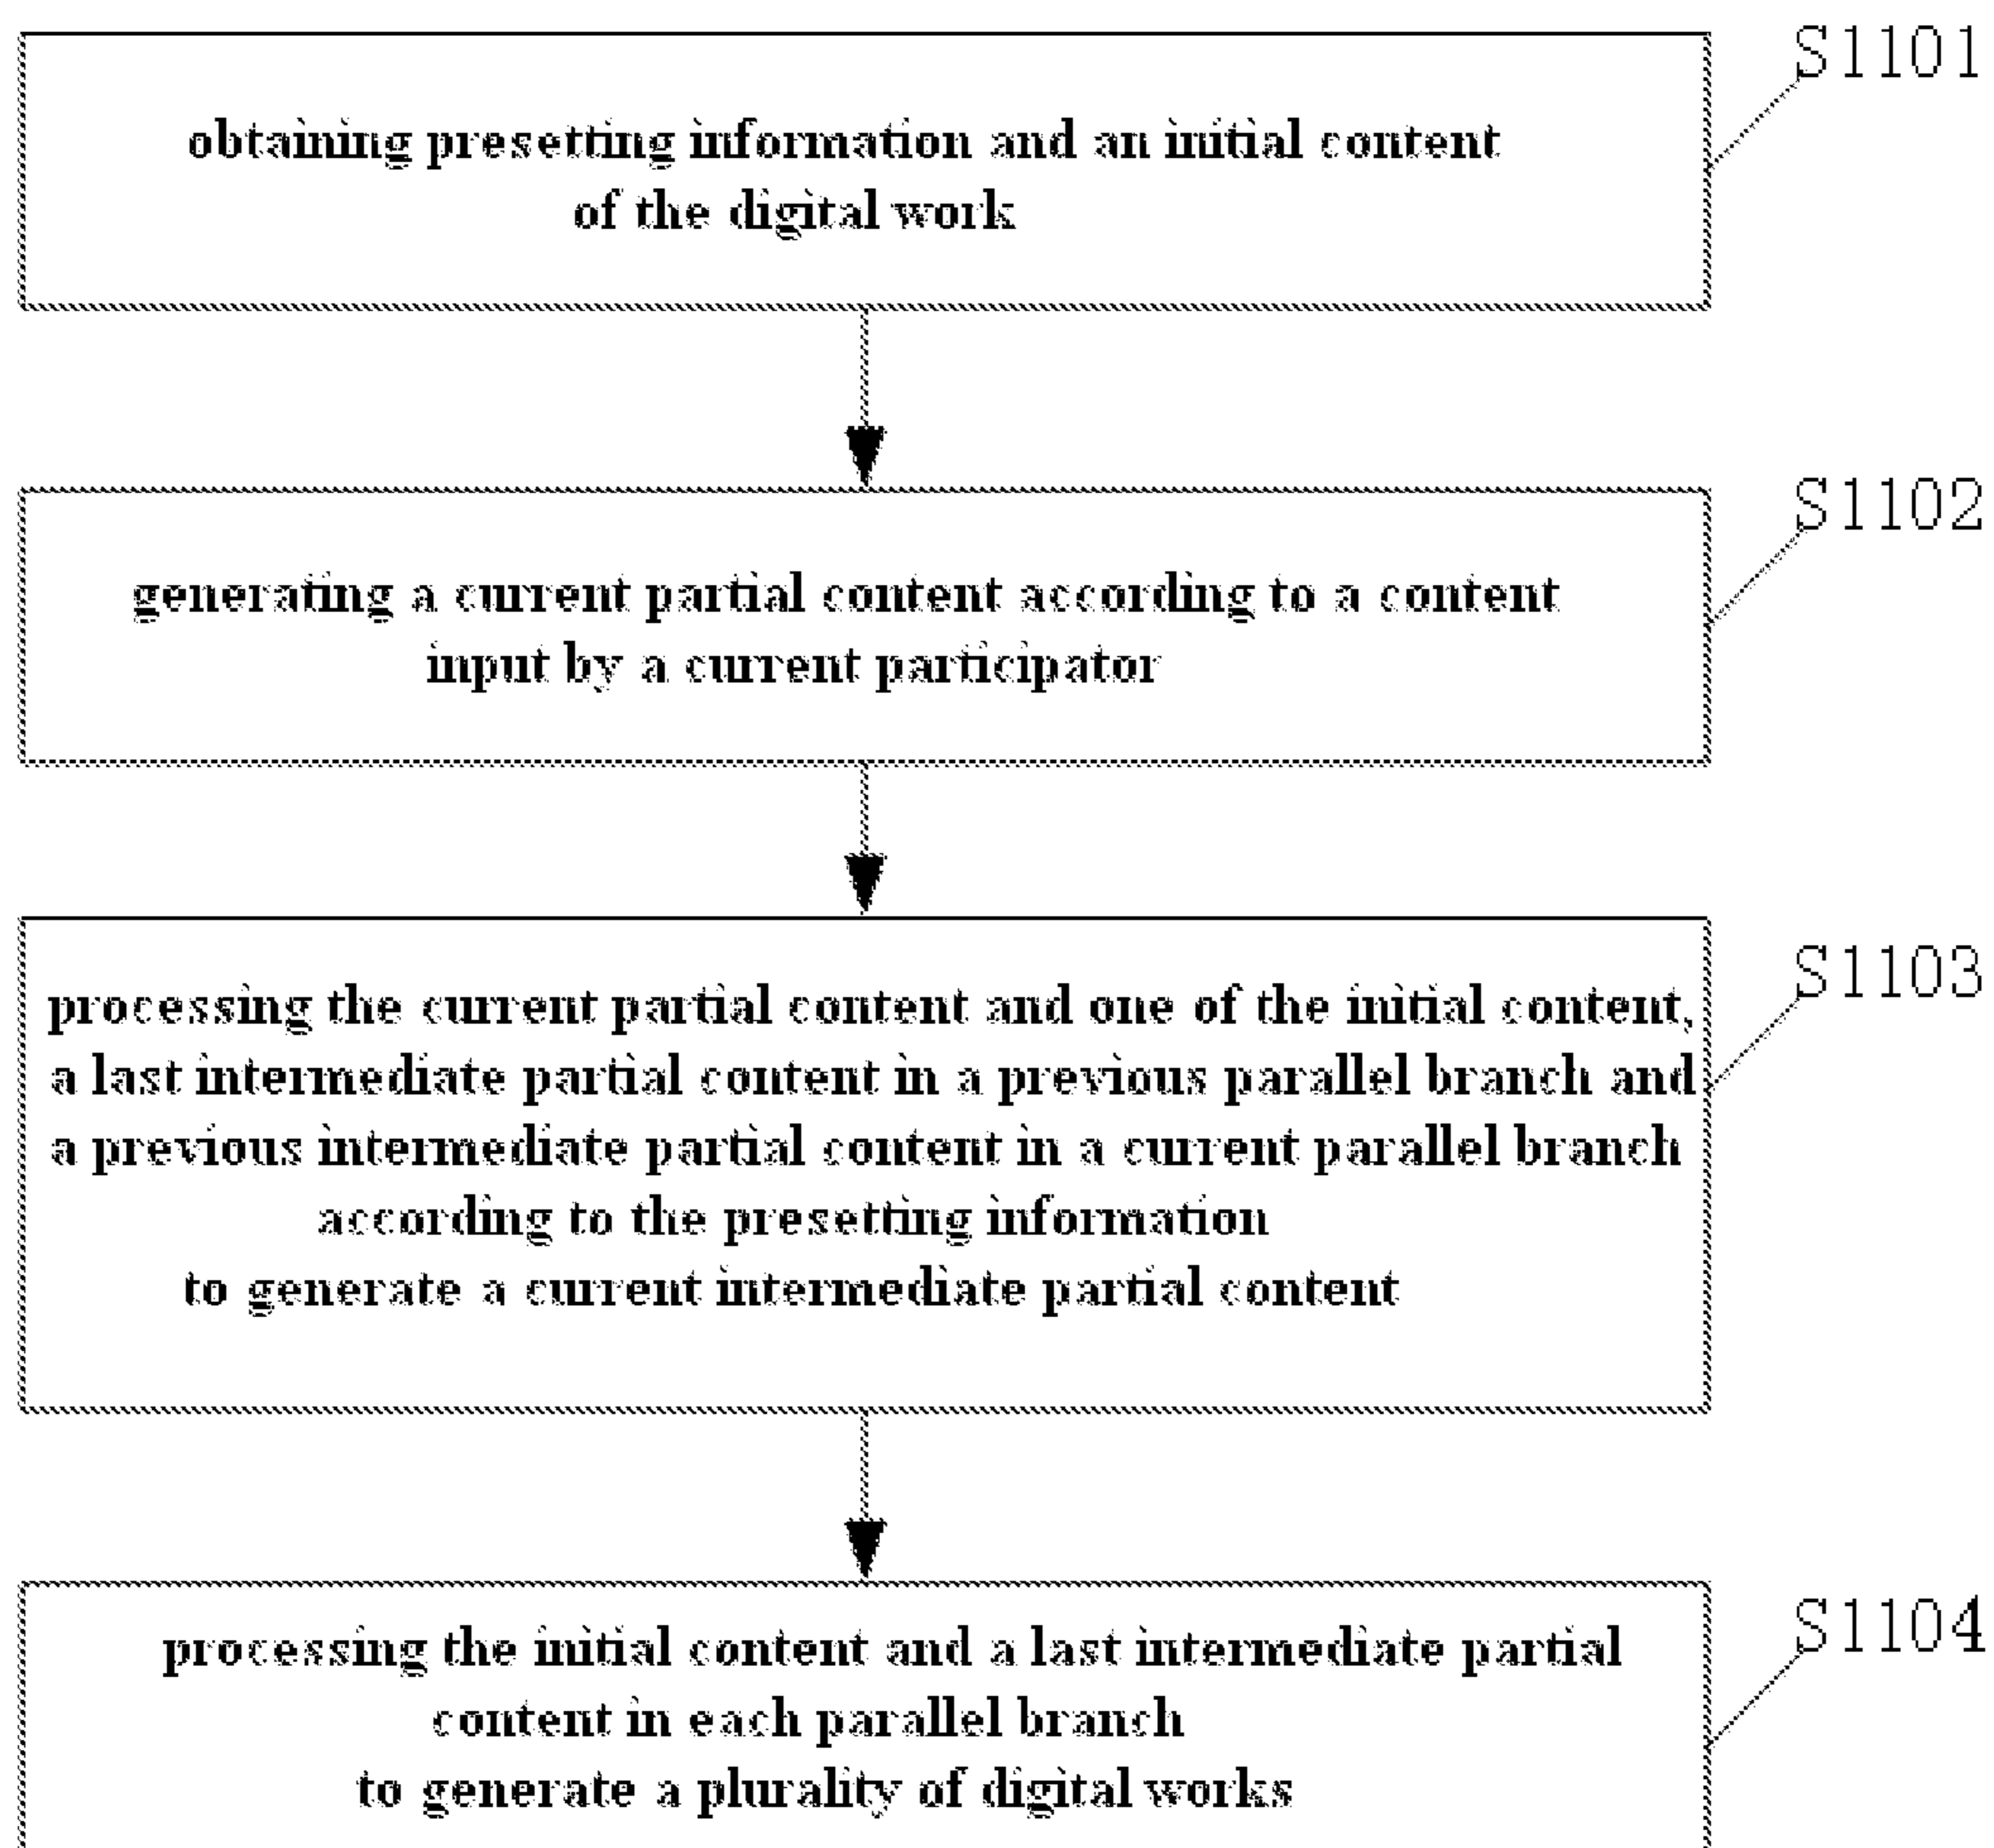 S1101
obtaining presetting information and an initial content
of the digital work
S1102
generating a current partial content according to a content
input by a current participator
S1103
processing the current partial content and one of the initial content,
a last intermediate partial content in a previous parallel branch and
a previous intermediate partial content in a current parallel branch
according to the presetting information
to generate a current intermediate partial content
S1104
processing the initial content and a last intermediate partial
content in each parallel branch
to generate a plurality of digital works